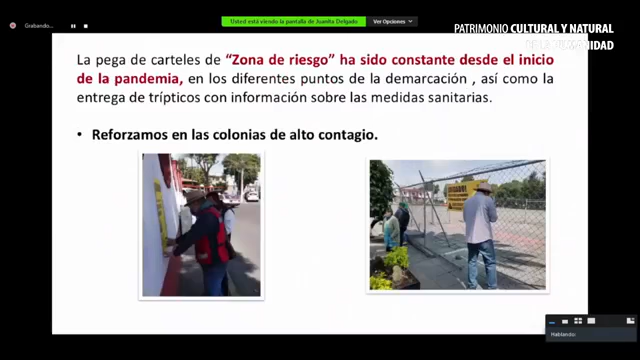 Grabando...
Usted está viendo la pantalla de Juanita Delgado
Ver Opciones
PATRIMONIO CULTURAL Y NATURAL
DE LA HUMANIDAD
La pega de carteles de “Zona de riesgo” ha sido constante desde el inicio
de la pandemia, en los diferentes puntos de la demarcación , así como la
entrega de trípticos con información sobre las medidas sanitarias.
• Reforzamos en las colonias de alto contagio.
Hablando: